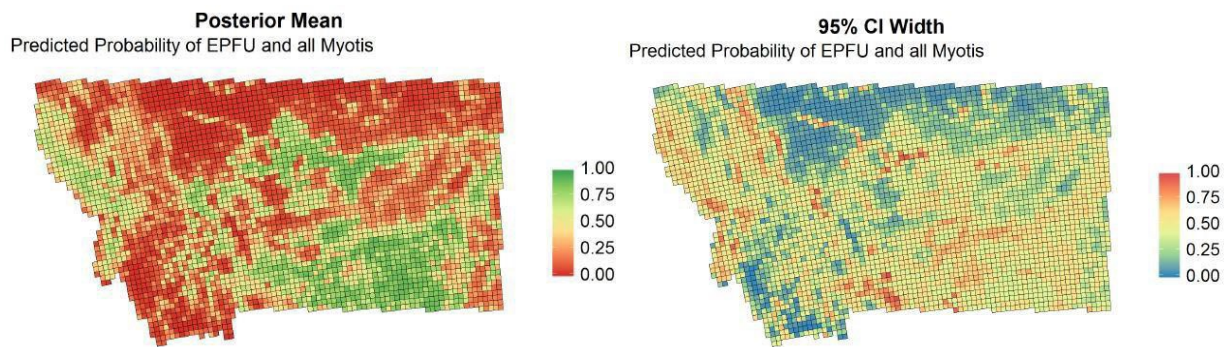 Posterior Mean
Predicted Probability of EPFU and all Myotis
1.00
0.75
0.50
0.25
0.00
95% CI Width
Predicted Probability of EPFU and all Myotis
1.00
0.75
0.50
0.25
0.00